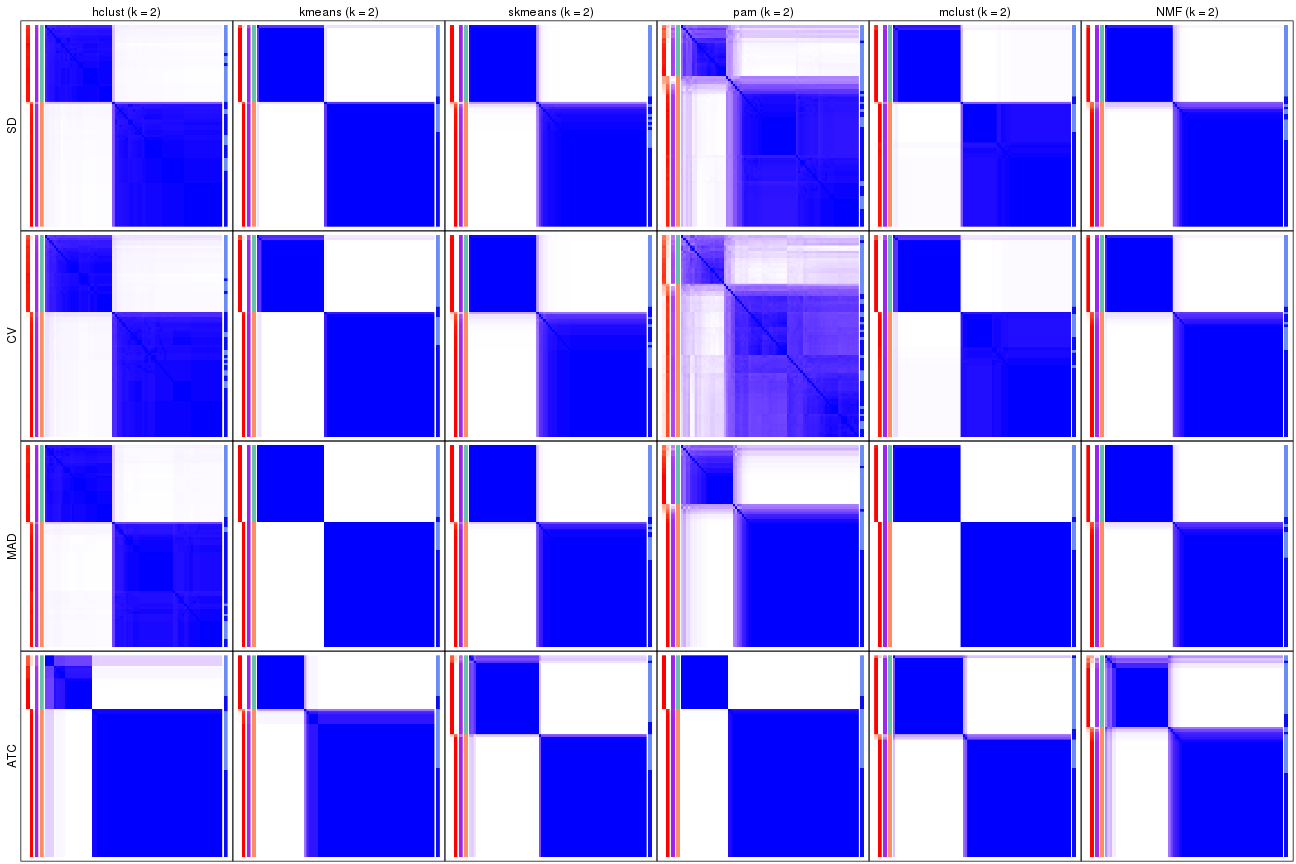 hclust (k = 2) kmeans (k = 2) skmeans (k = 2) pam (k = 2) mclust (k = 2) NMF (k = 2)
SD
CV
MAD
ATC